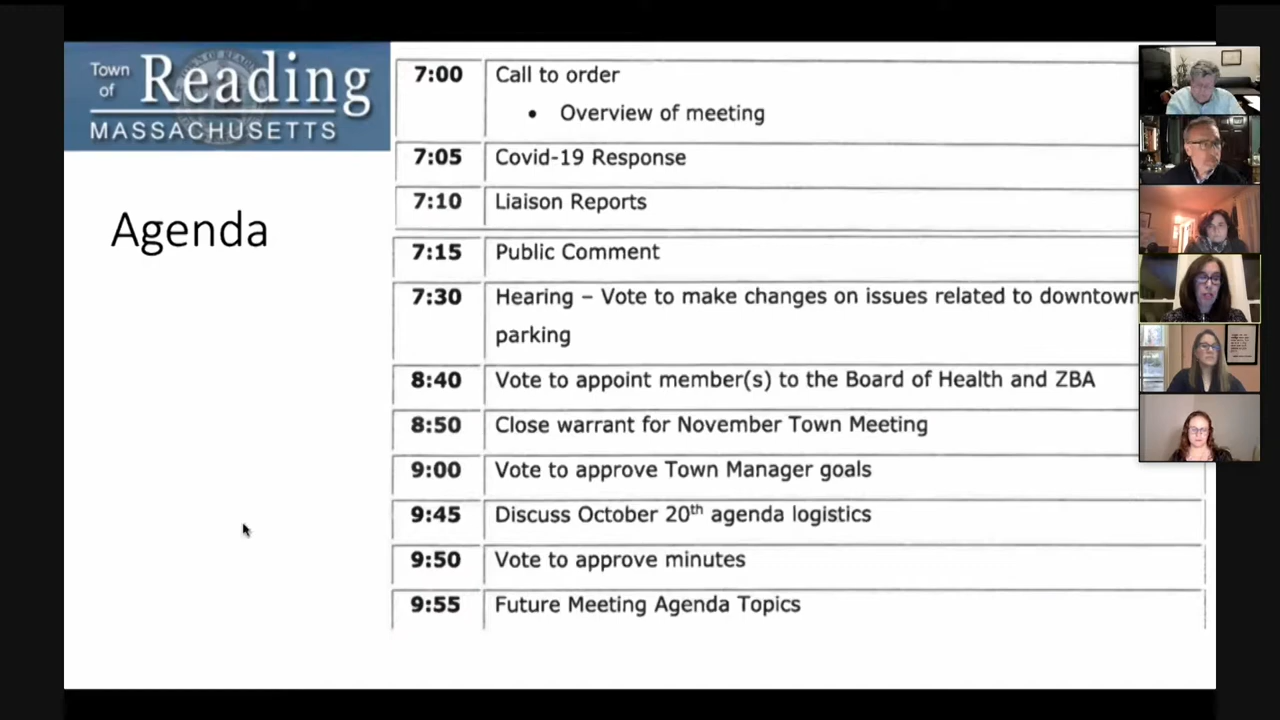 Town of Reading
MASSACHUSETTS
Agenda
7:00 Call to order
• Overview of meeting
7:05 Covid-19 Response
7:10 Liaison Reports
7:15 Public Comment
7:30 Hearing – Vote to make changes on issues related to downtown
parking
8:40 Vote to appoint member(s) to the Board of Health and ZBA
8:50 Close warrant for November Town Meeting
9:00 Vote to approve Town Manager goals
9:45 Discuss October 20th agenda logistics
9:50 Vote to approve minutes
9:55 Future Meeting Agenda Topics